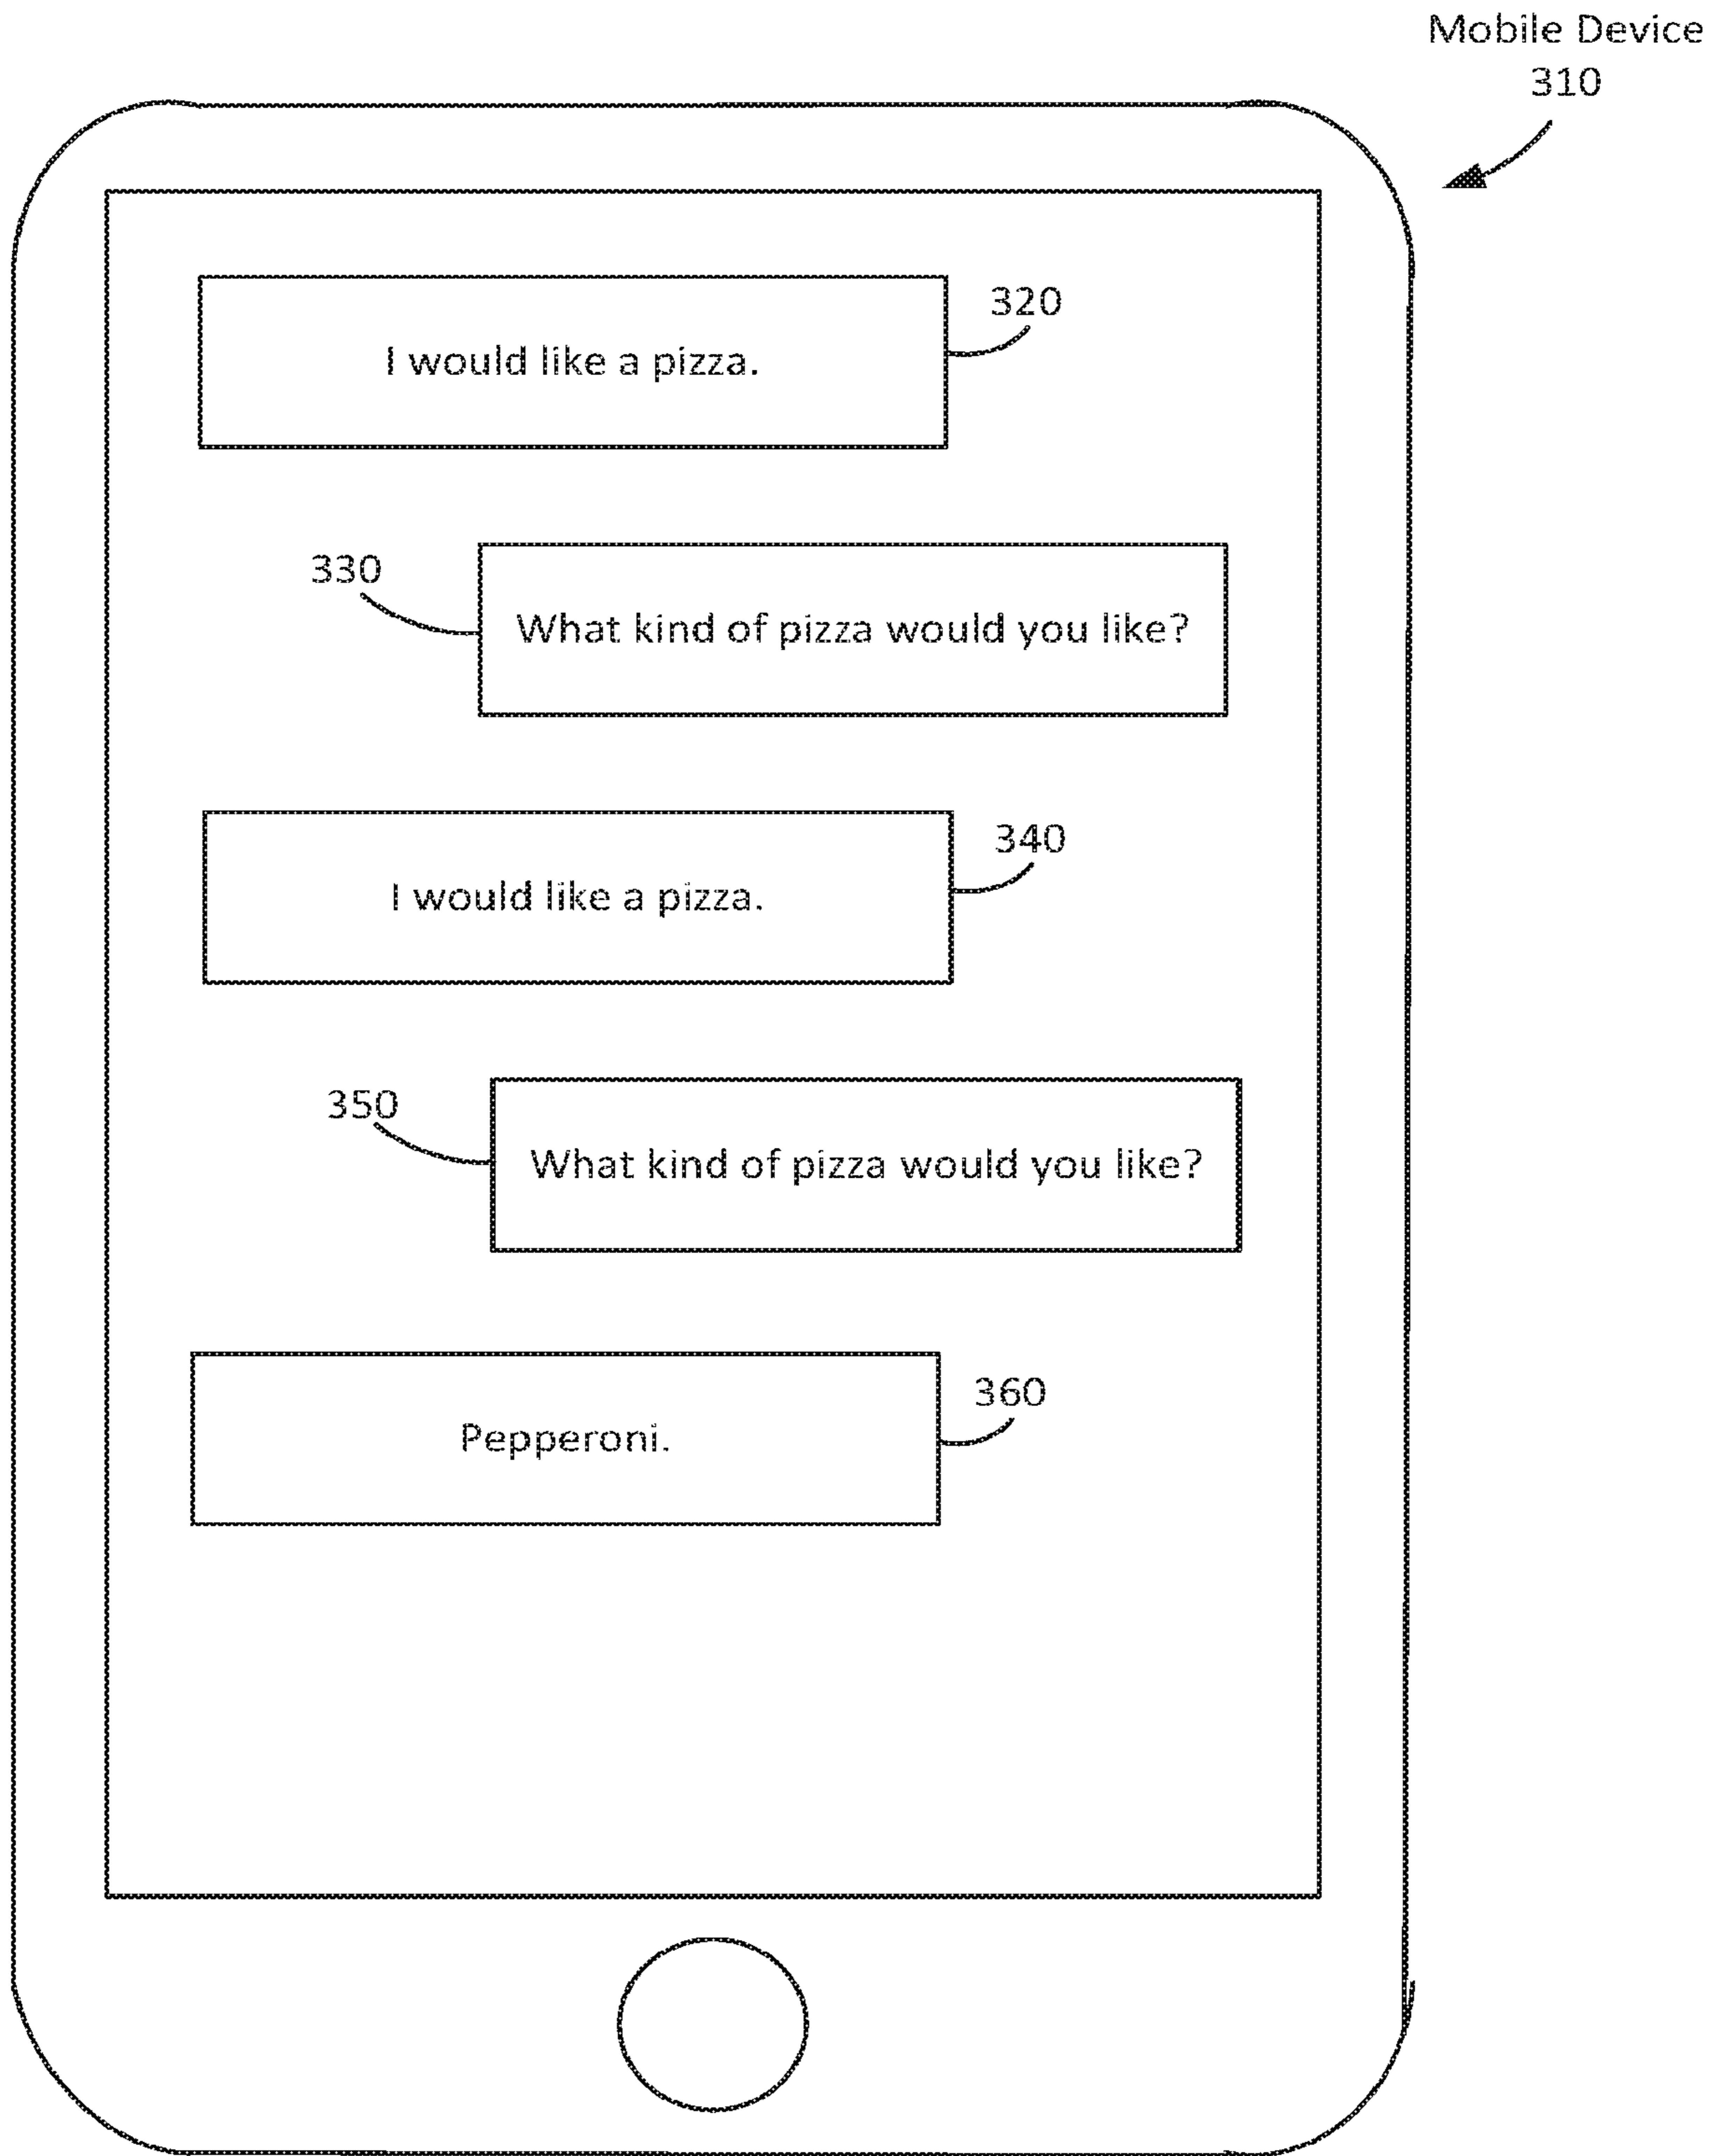 Mobile Device
310
I would like a pizza.
320
330
What kind of pizza would you like?
I would like a pizza.
340
350
What kind of pizza would you like?
Pepperoni.
360